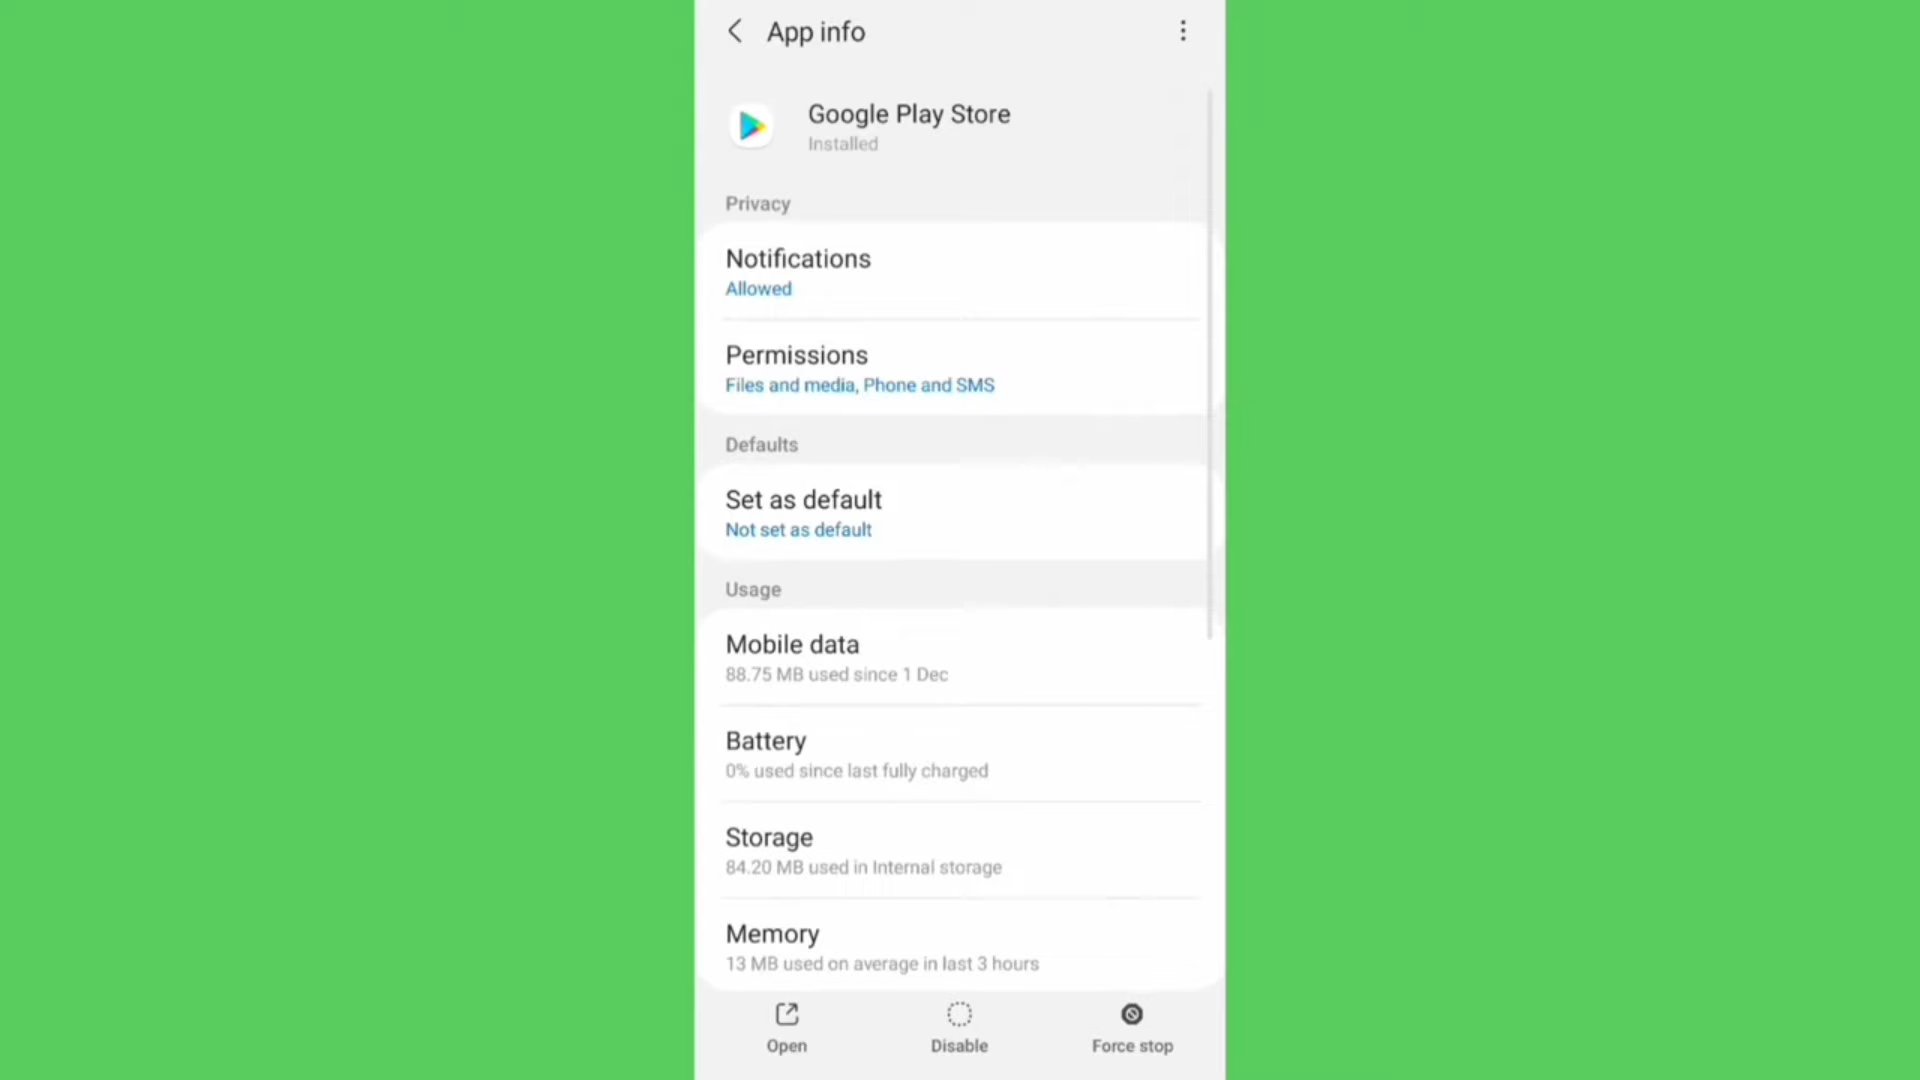 App info
Google Play Store
Installed
Privacy
Notifications
Allowed
Permissions
Files and media, Phone and SMS
Defaults
Set as default
Not set as default
Usage
Mobile data
88.75 MB used since 1 Dec
Battery
0% used since last fully charged
Storage
84.20 MB used in Internal storage
Memory
13 MB used on average in last 3 hours
Open
Disable
Force stop